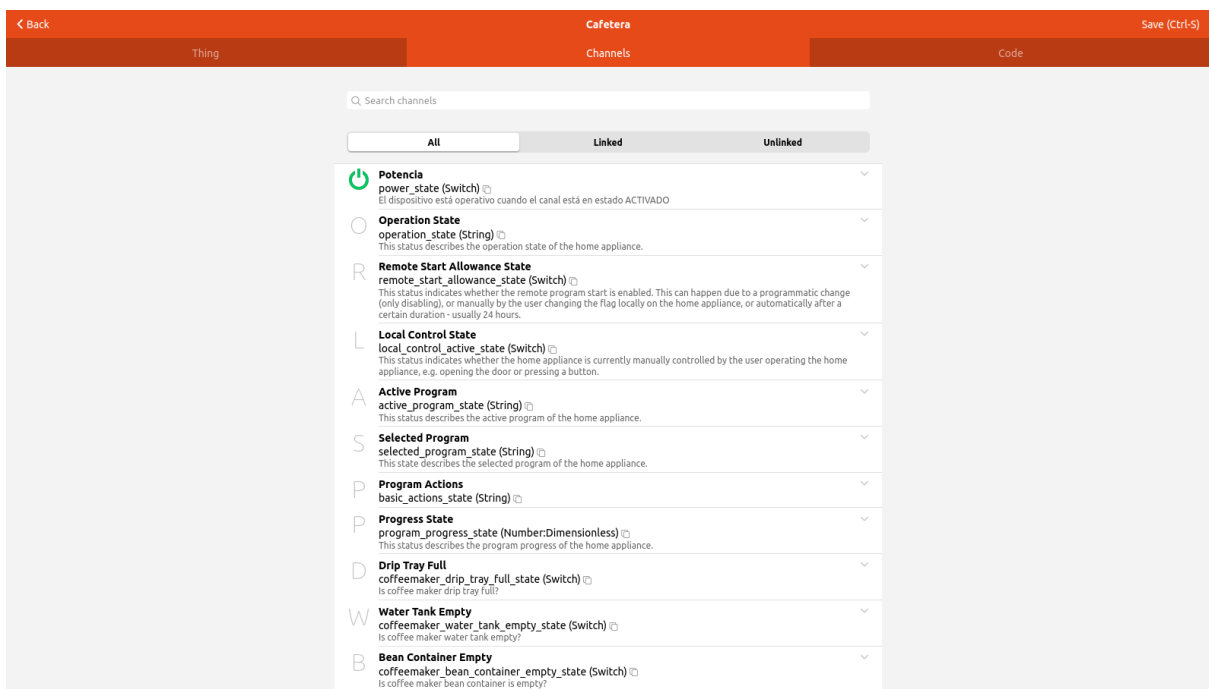 Back
Cafetera
Save (Ctrl-S)
Thing
Channels
Code
Search channels
All
Linked
Unlinked
Potencia
power_state (Switch)
El dispositivo está operativo cuando el canal está en estado ACTIVADO
O
Operation State
operation_state (String)
This status describes the operation state of the home appliance.
R
Remote Start Allowance State
remote_start_allowance_state (Switch)
This status indicates whether the remote program start is enabled. This can happen due to a programmatic change
(only disabling), or manually by the user changing the flag locally on the home appliance, or automatically after a
certain duration - usually 24 hours.
L
Local Control State
local_control_active_state (Switch)
This status indicates whether the home appliance is currently manually controlled by the user operating the home
appliance, e.g. opening the door or pressing a button.
A
Active Program
active_program_state (String)
This status describes the active program of the home appliance.
S
Selected Program
selected_program_state (String)
This state describes the selected program of the home appliance.
P
Program Actions
basic_actions_state (String)
P
Progress State
program_progress_state (Number:Dimensionless)
This status describes the program progress of the home appliance.
D
Drip Tray Full
coffeemaker_drip_tray_full_state (Switch)
Is coffee maker drip tray full?
W
Water Tank Empty
coffeemaker_water_tank_empty_state (Switch)
Is coffee maker water tank empty?
B
Bean Container Empty
coffeemaker_bean_container_empty_state (Switch)
Is coffee maker bean container is empty?